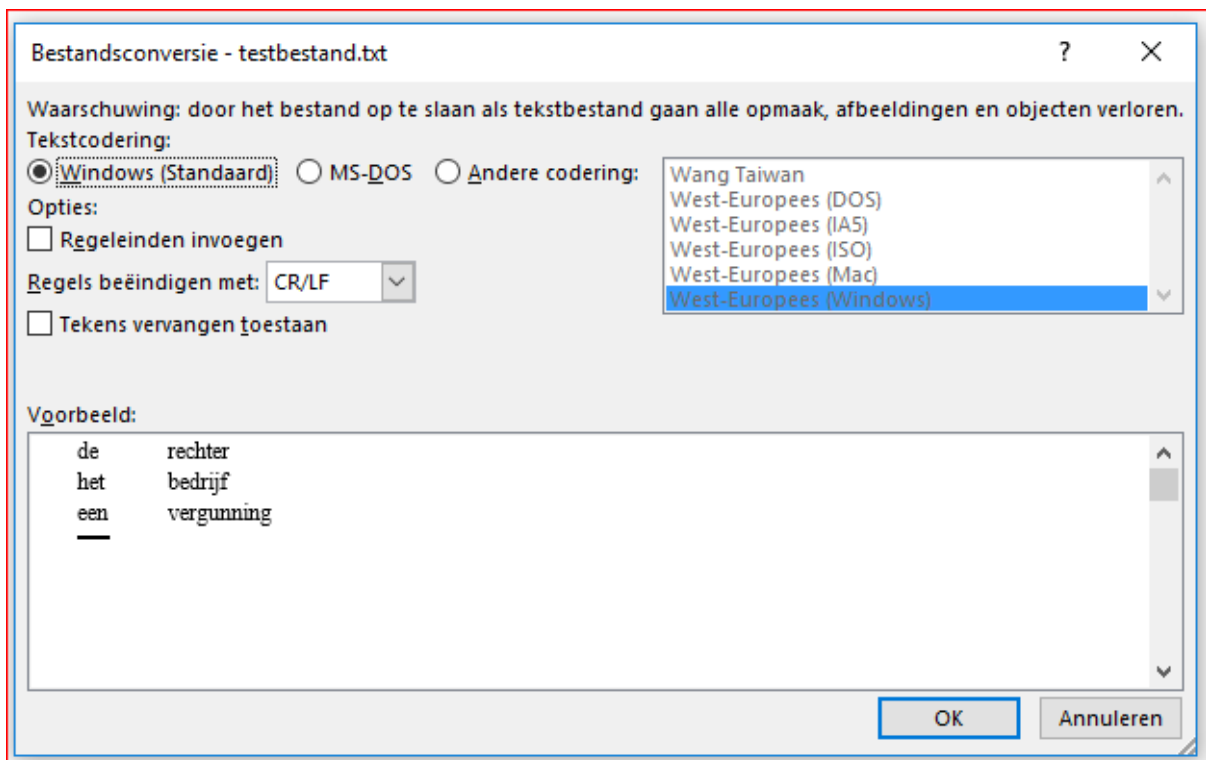 Bestandsconversie - testbestand.txt ?
Waarschuwing: door het bestand op te slaan als tekstbestand gaan alle opmaak, afbeeldingen en objecten verloren.
Tekstcodering:
Windows (Standaard) MS-DOS Andere codering:
Wang Taiwan
West-Europees (DOS)
West-Europees (IA5)
West-Europees (ISO)
West-Europees (Mac)
West-Europees (Windows)
Opties:
Regeleinden invoegen
Regels beëindigen met: CR/LF
Tekens vervangen toestaan
Voorbeeld:
de rechter
het bedrijf
een vergunning
OK Annuleren